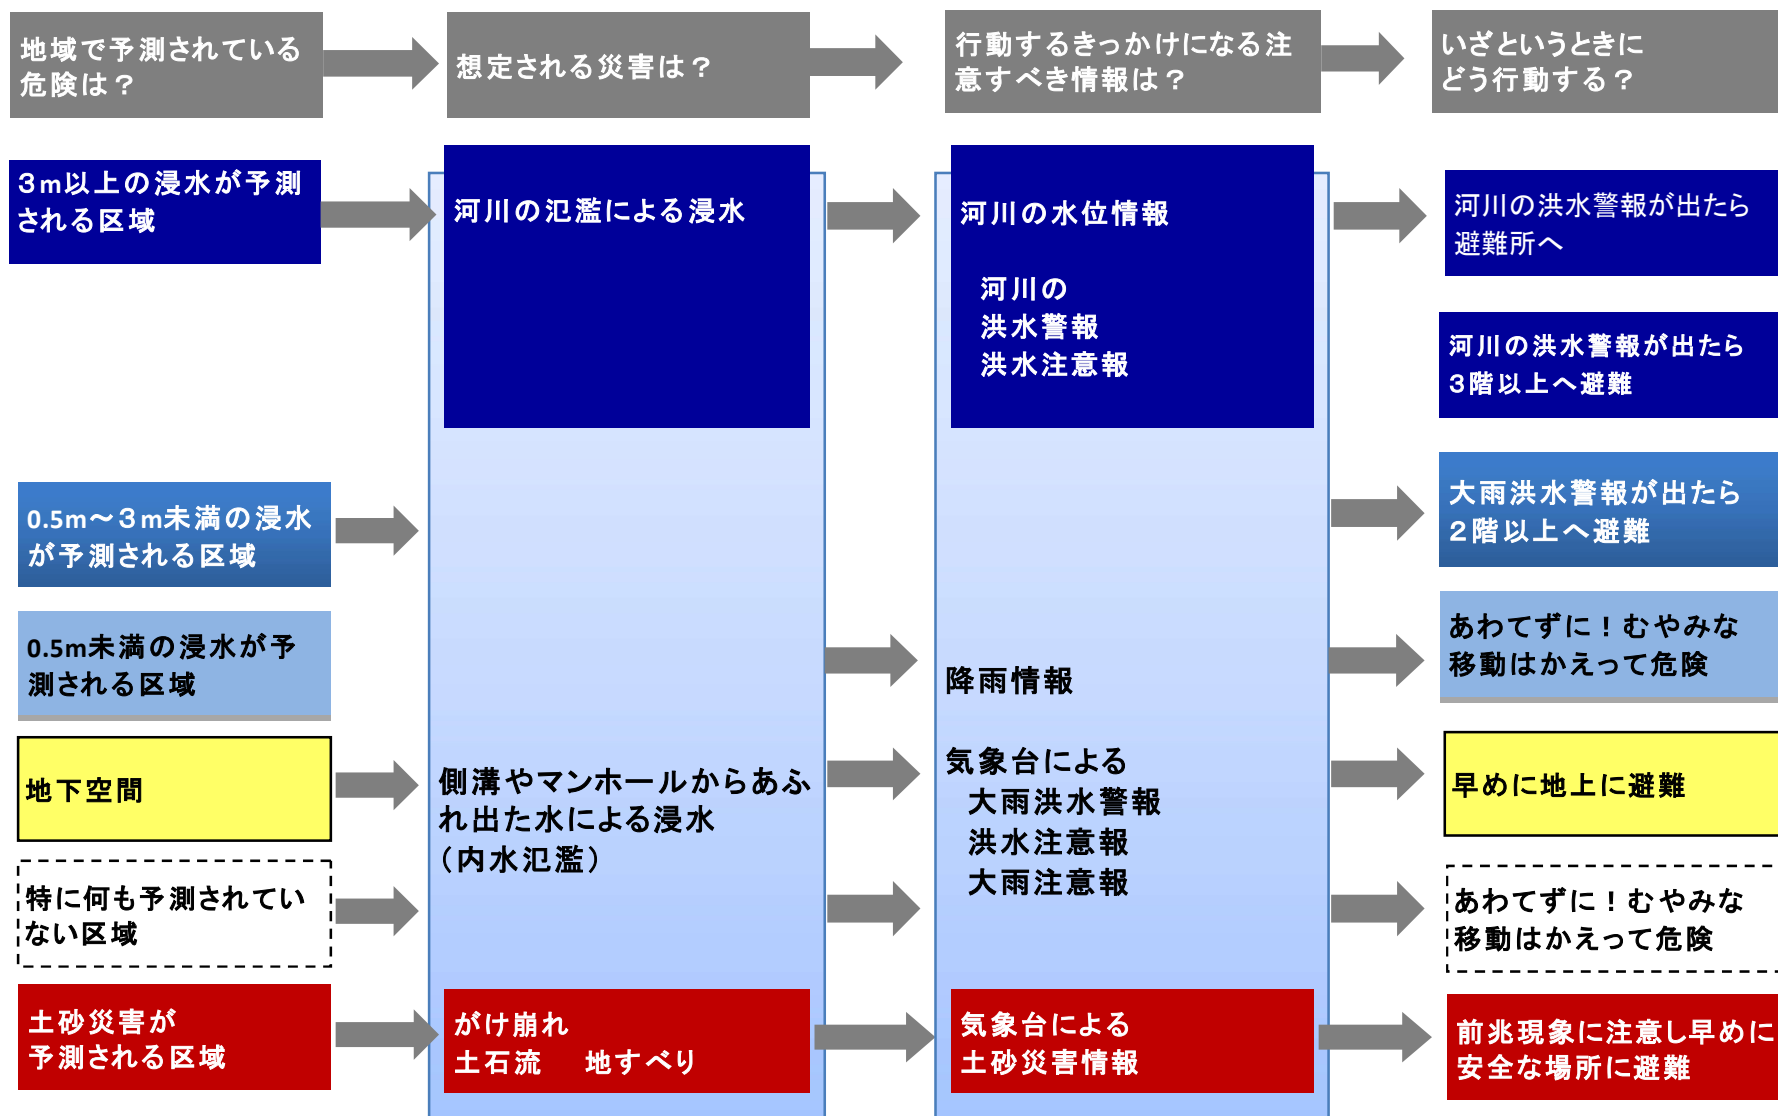 地域で予測されている
危険は？
想定される災害は？
行動するきっかけになる注
意すべき情報は？
いざというときに
どう行動する？
３m以上の浸水が予測
される区域
河川の氾濫による浸水
河川の水位情報
河川の
洪水警報
洪水注意報
河川の洪水警報が出たら
避難所へ
河川の洪水警報が出たら
３階以上へ避難
0.5m～３m未満の浸水
が予測される区域
大雨洪水警報が出たら
２階以上へ避難
0.5m未満の浸水が予
測される区域
降雨情報
あわてずに！むやみな
移動はかえって危険
地下空間
側溝やマンホールからあふ
れ出た水による浸水
（内水氾濫）
気象台による
大雨洪水警報
洪水注意報
大雨注意報
早めに地上に避難
特に何も予測されてい
ない区域
あわてずに！むやみな
移動はかえって危険
土砂災害が
予測される区域
がけ崩れ
土石流　地すべり
気象台による
土砂災害情報
前兆現象に注意し早めに
安全な場所に避難